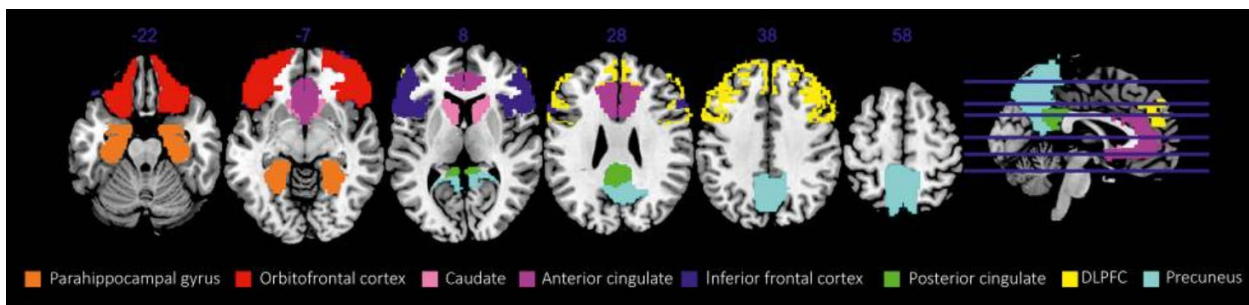 -22 -7 8 28 38 58
Parahippocampal gyrus Orbitofrontal cortex Caudate Anterior cingulate Inferior frontal cortex Posterior cingulate DLPFC Precuneus